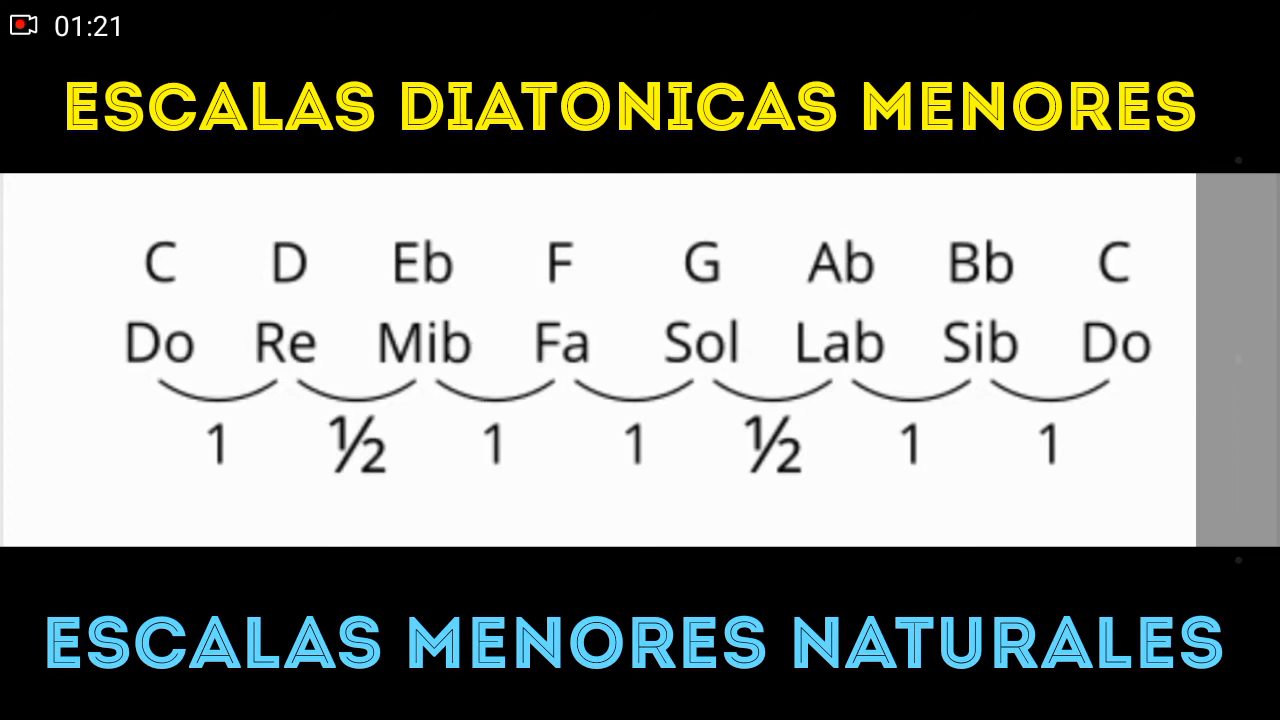 01:21
ESCALAS DIATONICAS MENORES
C D Eb F G Ab Bb C
Do Re Mib Fa Sol Lab Sib Do
1 ½ 1 1 ½ 1 1
ESCALAS MENORES NATURALES